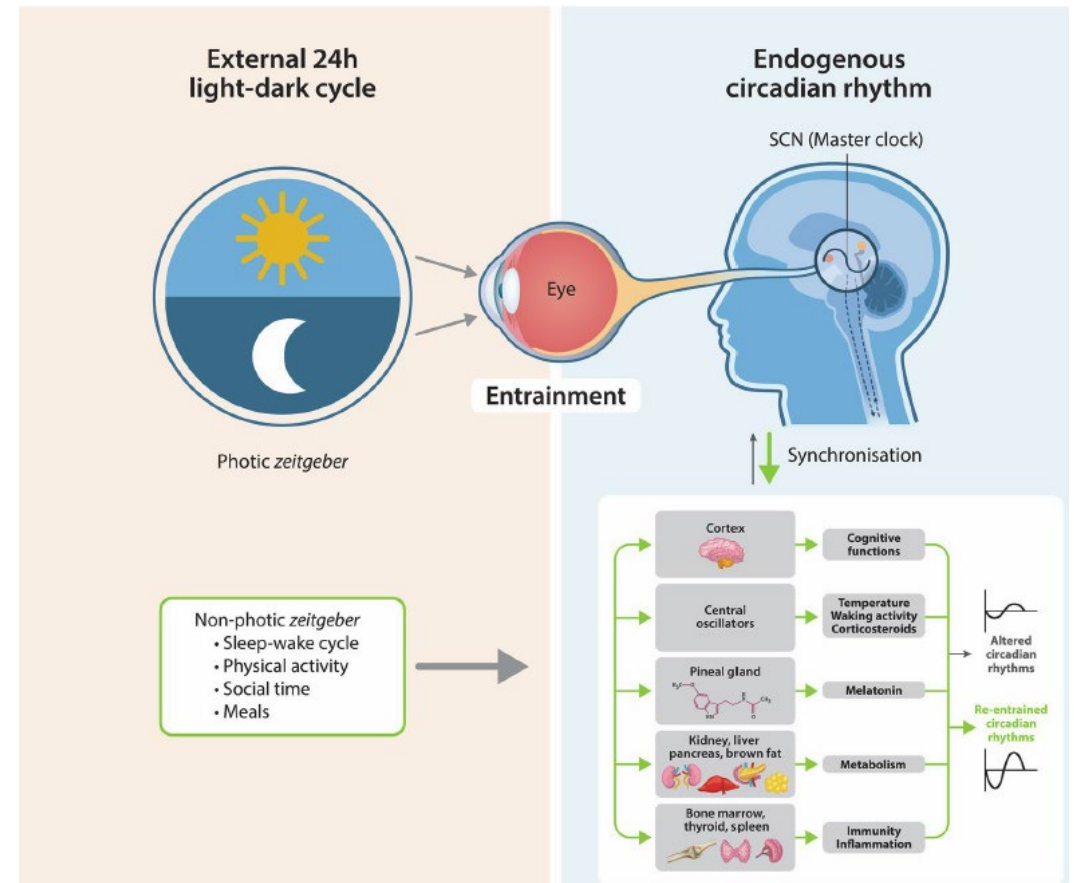 External 24h
light-dark cycle
Endogenous
circadian rhythm
SCN (Master clock)
Eye
Entrainment
Photic zeitgeber
Synchronisation
Non-photic zeitgeber
• Sleep-wake cycle
• Physical activity
• Social time
• Meals
Cortex
Cognitive
functions
Central
oscillators
Temperature
Waking activity
Corticosteroids
Pineal gland
H₃C
O
NH
H
N
O
CH₃
Melatonin
Kidney, liver
pancreas, brown fat
Metabolism
Bone marrow,
thyroid, spleen
Immunity
Inflammation
Altered
circadian
rhythms
Re-entrained
circadian
rhythms